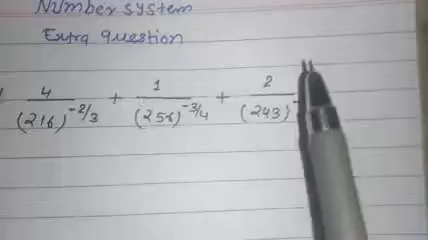 Number system
Extra question
4/(216)^-2/3 + 1/(256)^-3/4 + 2/(243)^-